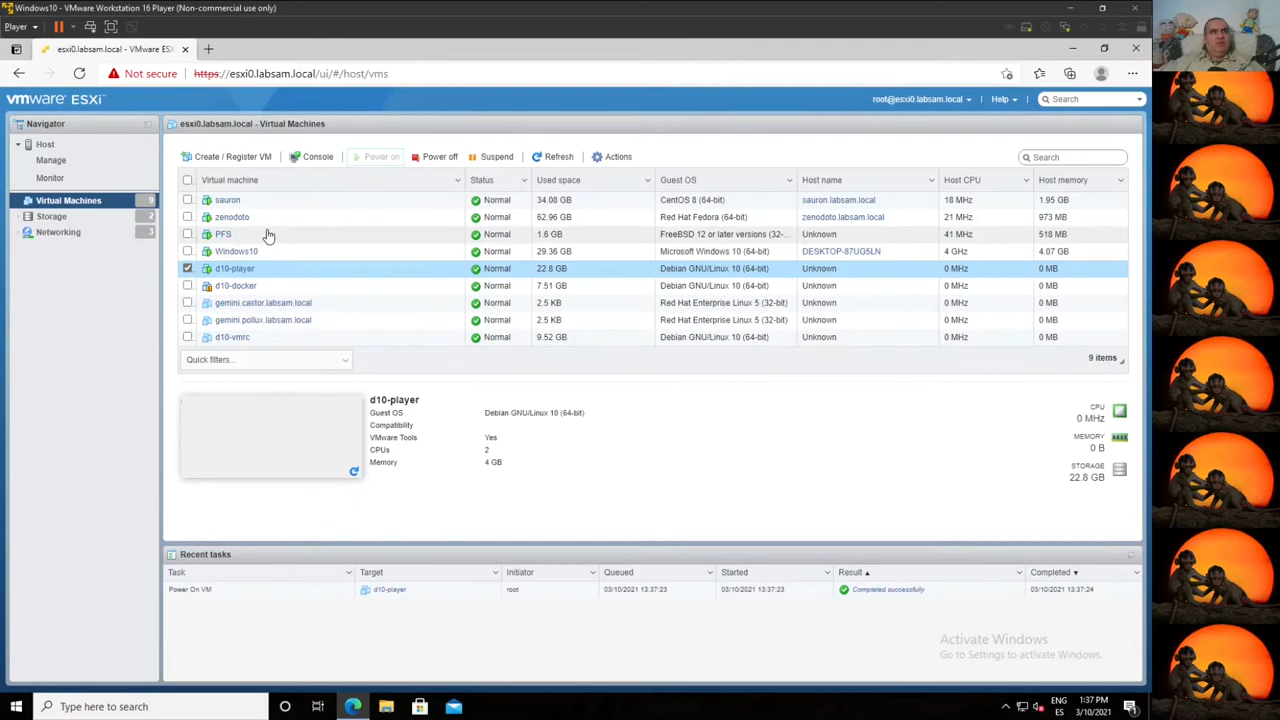 Windows10 - VMware Workstation 16 Player (Non-commercial use only)
Player
esxi0.labsam.local - VMware ESX
Not secure
https://esxi0.labsam.local/ui/#/host/vms
vmware ESXi
root@esxi0.labsam.local
Help
Search
Navigator
esxi0.labsam.local - Virtual Machines
Host
Manage
Monitor
Virtual Machines 9
Storage 2
Networking 3
Create / Register VM
Console
Power on
Power off
Suspend
Refresh
Actions
Search
Virtual machine Status Used space Guest OS Host name Host CPU Host memory
sauron Normal 34.08 GB CentOS 8 (64-bit) sauron.labsam.local 18 MHz 1.95 GB
zenodoto Normal 62.96 GB Red Hat Fedora (64-bit) zenodoto.labsam.local 21 MHz 973 MB
PFS Normal 1.6 GB FreeBSD 12 or later versions (32-... Unknown 41 MHz 518 MB
Windows10 Normal 29.36 GB Microsoft Windows 10 (64-bit) DESKTOP-87UG5LN 4 GHz 4.07 GB
d10-player Normal 22.8 GB Debian GNU/Linux 10 (64-bit) Unknown 0 MHz 0 MB
d10-docker Normal 7.51 GB Debian GNU/Linux 10 (64-bit) Unknown 0 MHz 0 MB
gemini.castor.labsam.local Normal 2.5 KB Red Hat Enterprise Linux 5 (32-bit) Unknown 0 MHz 0 MB
gemini.pollux.labsam.local Normal 2.5 KB Red Hat Enterprise Linux 5 (32-bit) Unknown 0 MHz 0 MB
d10-vmrc Normal 9.52 GB Debian GNU/Linux 10 (64-bit) Unknown 0 MHz 0 MB
Quick filters...
9 items
d10-player
Guest OS Debian GNU/Linux 10 (64-bit)
Compatibility
VMware Tools Yes
CPUs 2
Memory 4 GB
CPU
0 MHz
MEMORY
0 B
STORAGE
22.8 GB
Recent tasks
Task Target Initiator Queued Started Result Completed
Power On VM d10-player root 03/10/2021 13:37:23 03/10/2021 13:37:23 Completed successfully 03/10/2021 13:37:24
Activate Windows
Go to Settings to activate Windows.
Type here to search
ENG
ES
1:37 PM
3/10/2021
1